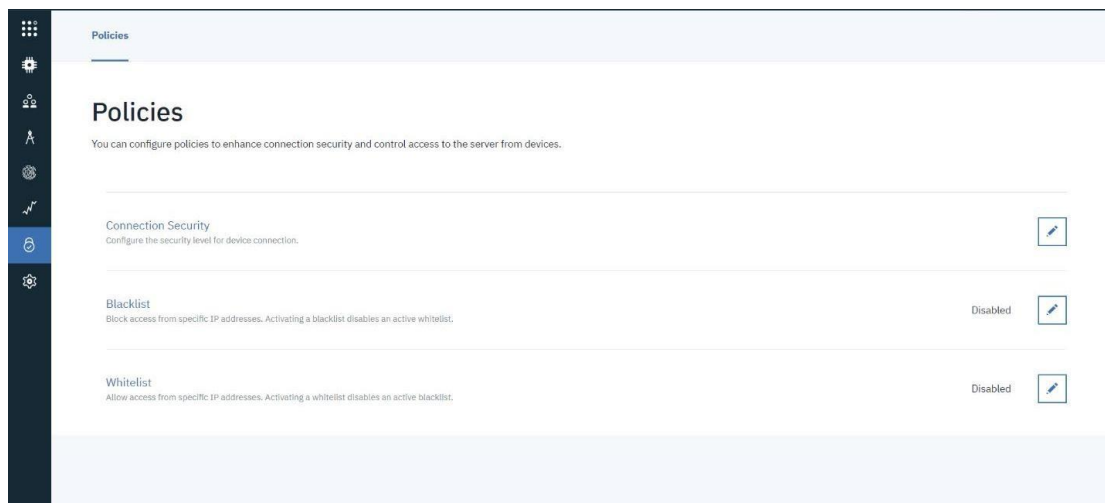 Policies
Policies
You can configure policies to enhance connection security and control access to the server from devices.
Connection Security
Configure the security level for device connection.
Blacklist
Block access from specific IP addresses. Activating a blacklist disables an active whitelist.
Disabled
Whitelist
Allow access from specific IP addresses. Activating a whitelist disables an active blacklist.
Disabled